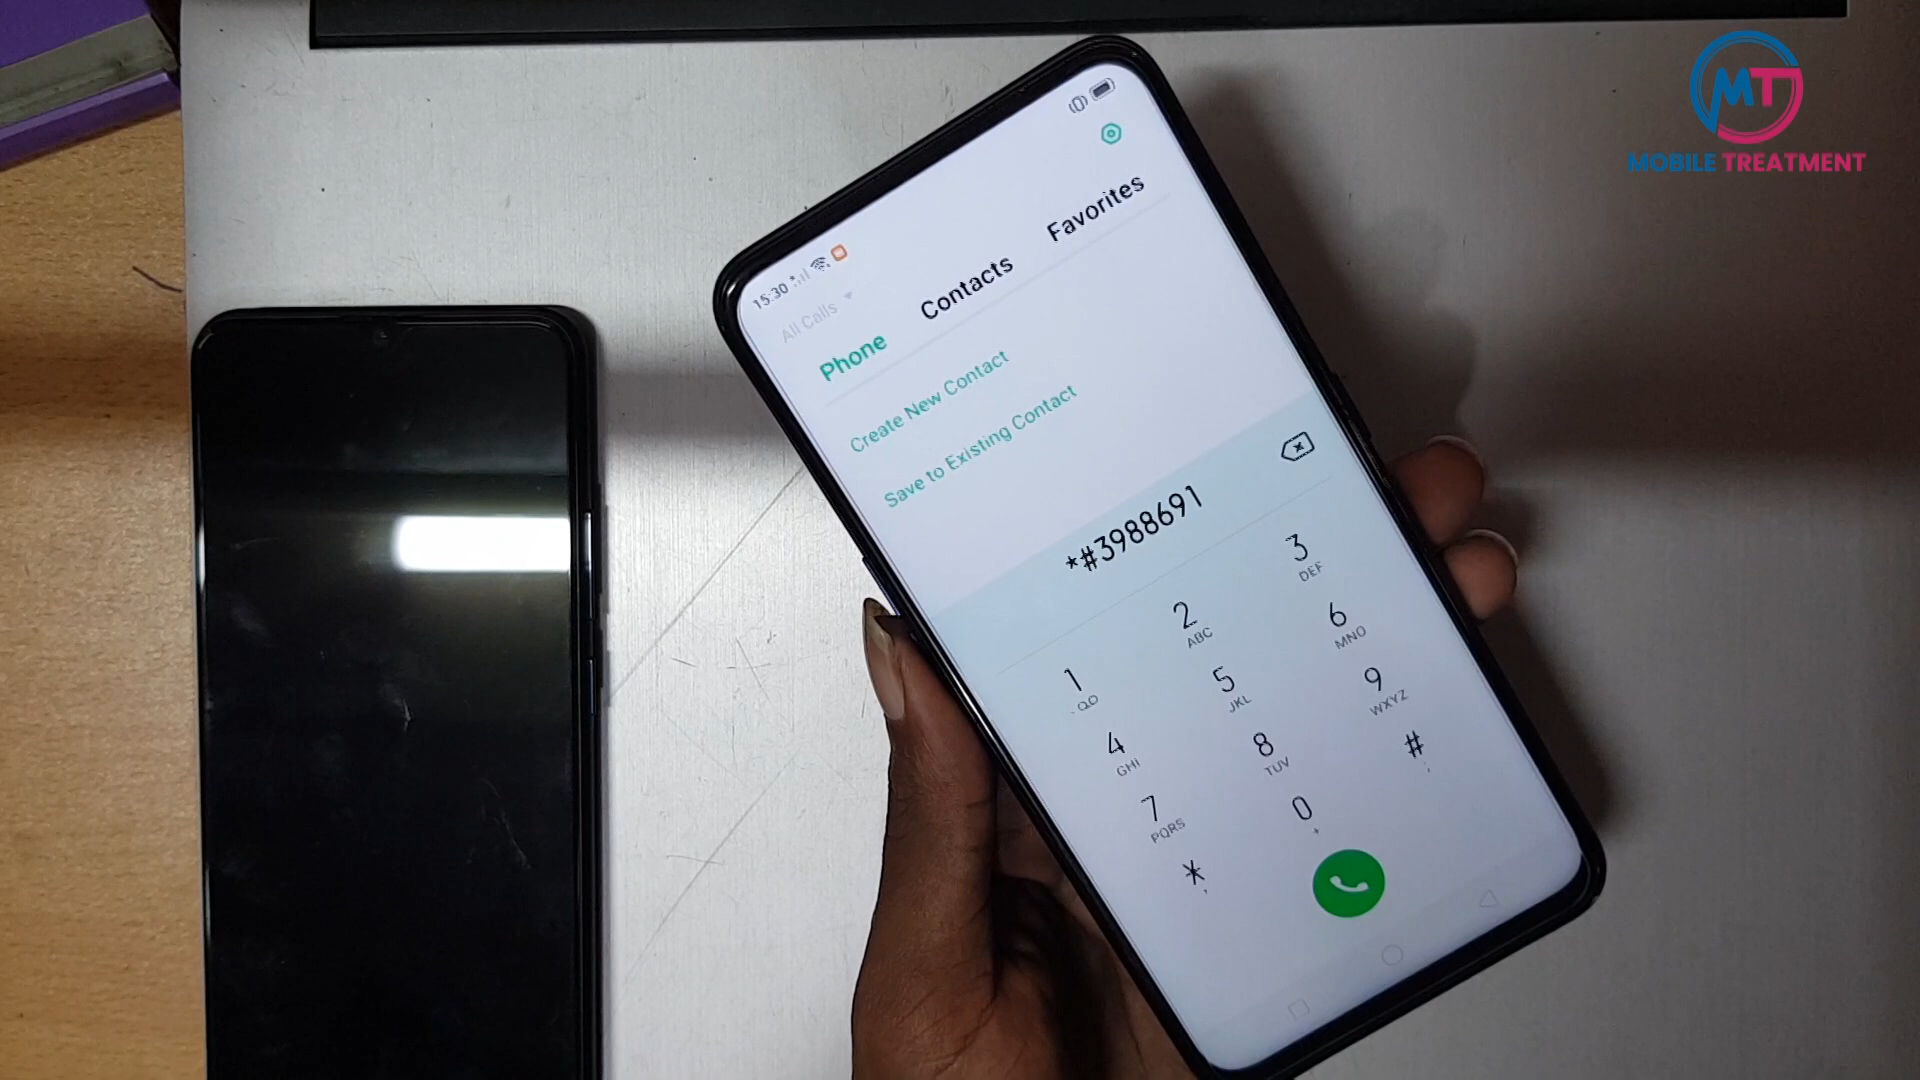 MT
MOBILE TREATMENT
15:30
All Calls
Phone Contacts Favorites
Create New Contact
Save to Existing Contact
*#3988691
1 2 ABC 3 DEF
4 GHI 5 JKL 6 MNO
7 PQRS 8 TUV 9 WXYZ
* 0 + #